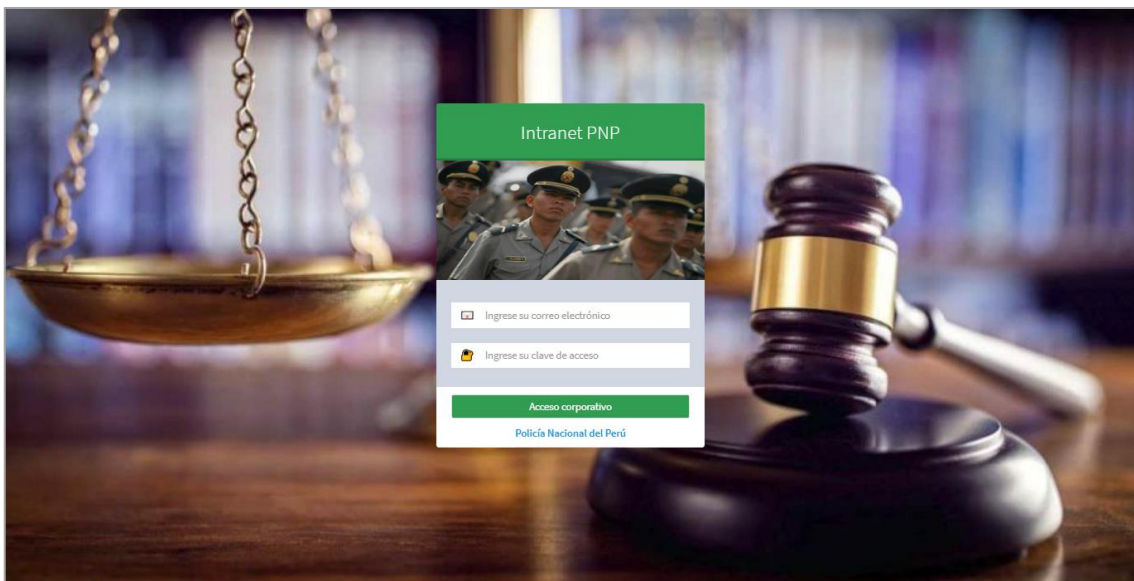 Intranet PNP
Ingrese su correo electrónico
Ingrese su clave de acceso
Acceso corporativo
Policía Nacional del Perú